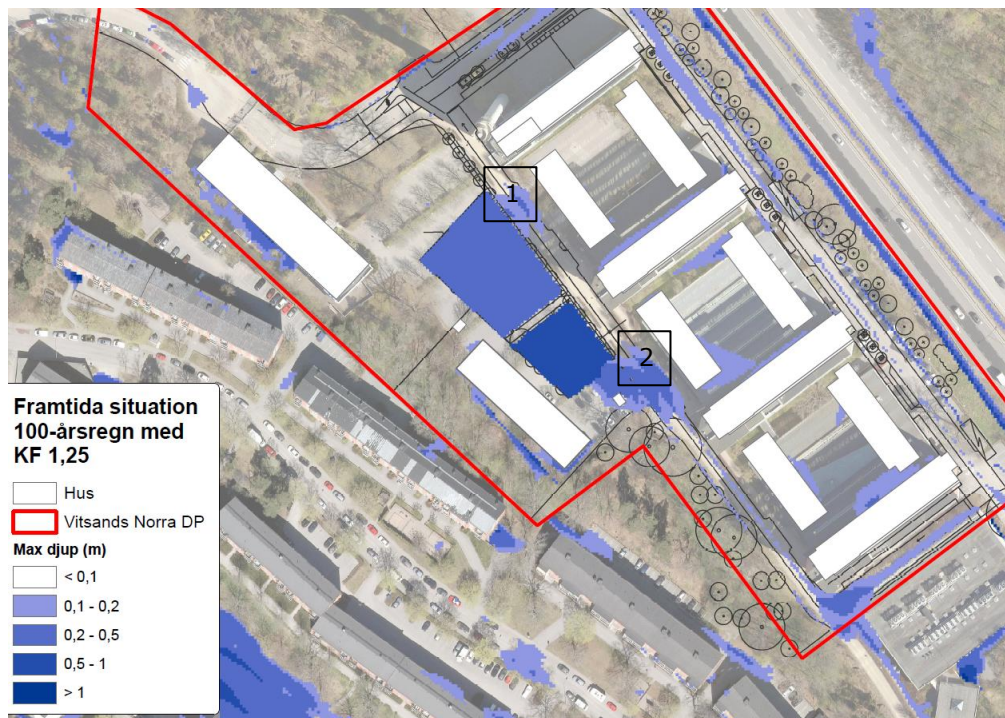 1
2
Framtida situation
100-årsregn med
KF 1,25
Hus
Vitsands Norra DP
Max djup (m)
< 0,1
0,1 - 0,2
0,2 - 0,5
0,5 - 1
> 1